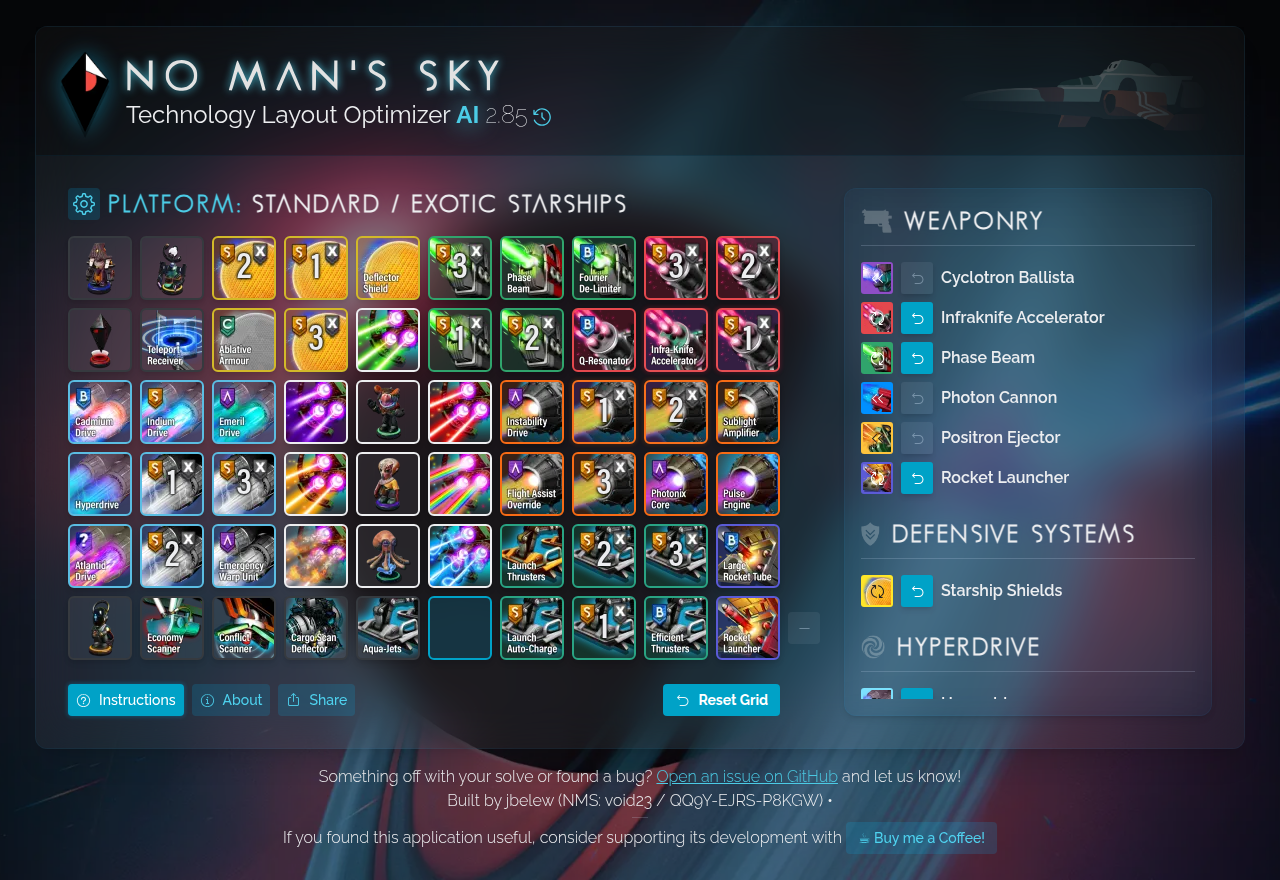 NO MAN'S SKY
Technology Layout Optimizer AI 2.85
PLATFORM: STANDARD / EXOTIC STARSHIPS
S 2 X
S 1 X
Deflector Shield
S 3 X
Phase Beam
B Fourier De-Limiter
S 3 X
S 2 X
Teleport Receiver
C Ablative Armour
S 3 X
S 1 X
S 2 X
B Q-Resonator
Infra-Knife Accelerator
S 1 X
B Cadmium Drive
S Indium Drive
A Emeril Drive
A Instability Drive
S 1 X
S 2 X
S Sublight Amplifier
Hyperdrive
S 1 X
S 3 X
A Flight Assist Override
S 3 X
A Photonix Core
Pulse Engine
? Atlantid Drive
S 2 X
A Emergency Warp Unit
Launch Thrusters
S 2 X
S 3 X
B Large Rocket Tube
Economy Scanner
Conflict Scanner
Cargo Scan Deflector
Aqua-Jets
S Launch Auto-Charge
S 1 X
B Efficient Thrusters
Rocket Launcher
Instructions
About
Share
Reset Grid
WEAPONRY
Cyclotron Ballista
Infraknife Accelerator
Phase Beam
Photon Cannon
Positron Ejector
Rocket Launcher
DEFENSIVE SYSTEMS
Starship Shields
HYPERDRIVE
Something off with your solve or found a bug? Open an issue on GitHub and let us know!
Built by jbelew (NMS: void23 / QQ9Y-EJRS-P8KGW) •
If you found this application useful, consider supporting its development with ☕ Buy me a Coffee!